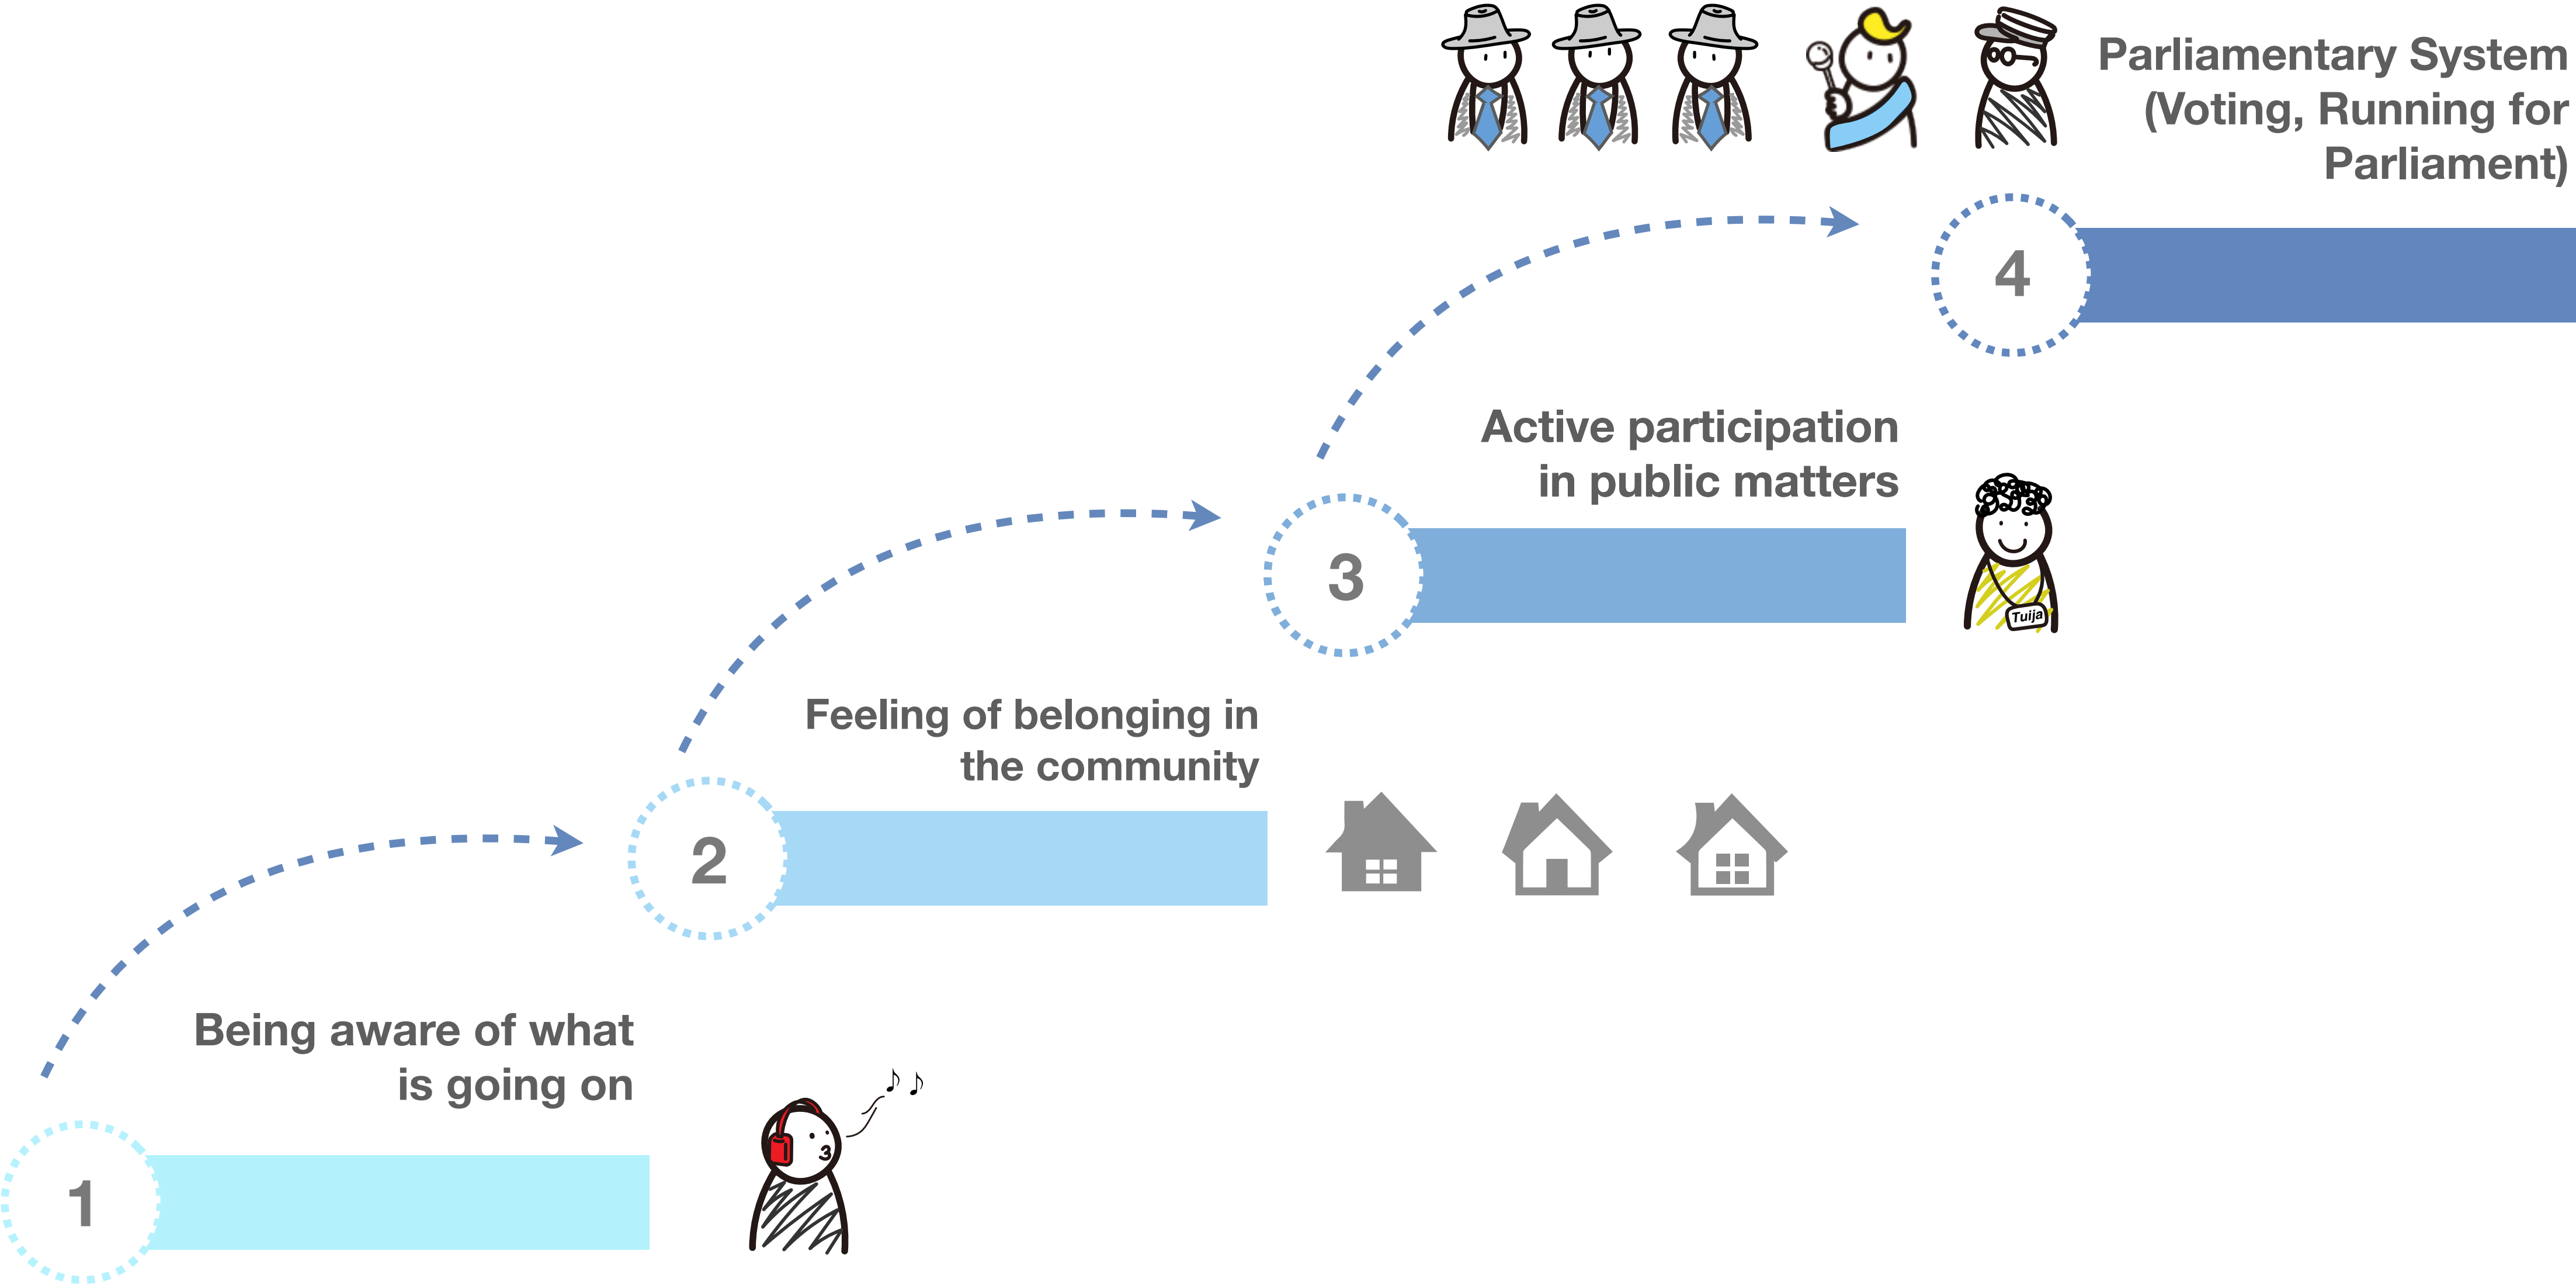 Parliamentary System
(Voting, Running for
Parliament)
4
Active participation
in public matters
3
Tuija
Feeling of belonging in
the community
2
Being aware of what
is going on
1